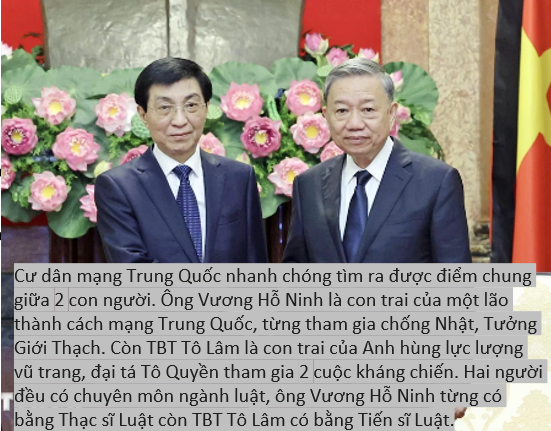 Cư dân mạng Trung Quốc nhanh chóng tìm ra được điểm chung
giữa 2 con người. Ông Vương Hỗ Ninh là con trai của một lão
thành cách mạng Trung Quốc, từng tham gia chống Nhật, Tưởng
Giới Thạch. Còn TBT Tô Lâm là con trai của Anh hùng lực lượng
vũ trang, đại tá Tô Quyền tham gia 2 cuộc kháng chiến. Hai người
đều có chuyên môn ngành luật, ông Vương Hỗ Ninh từng có
bằng Thạc sĩ Luật còn TBT Tô Lâm có bằng Tiến sĩ Luật.